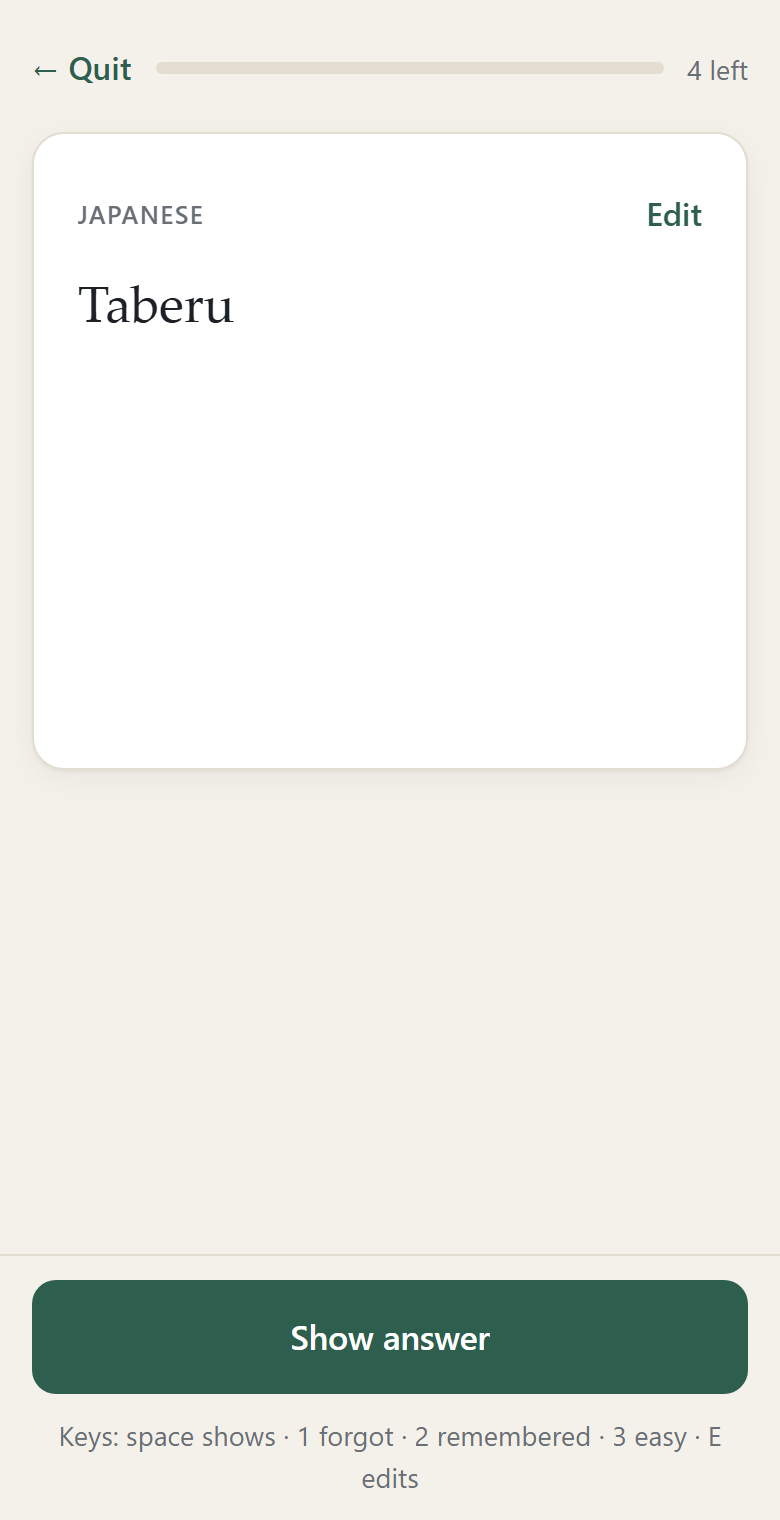 ← Quit
4 left
JAPANESE
Edit
Taberu
Show answer
Keys: space shows · 1 forgot · 2 remembered · 3 easy · E
edits